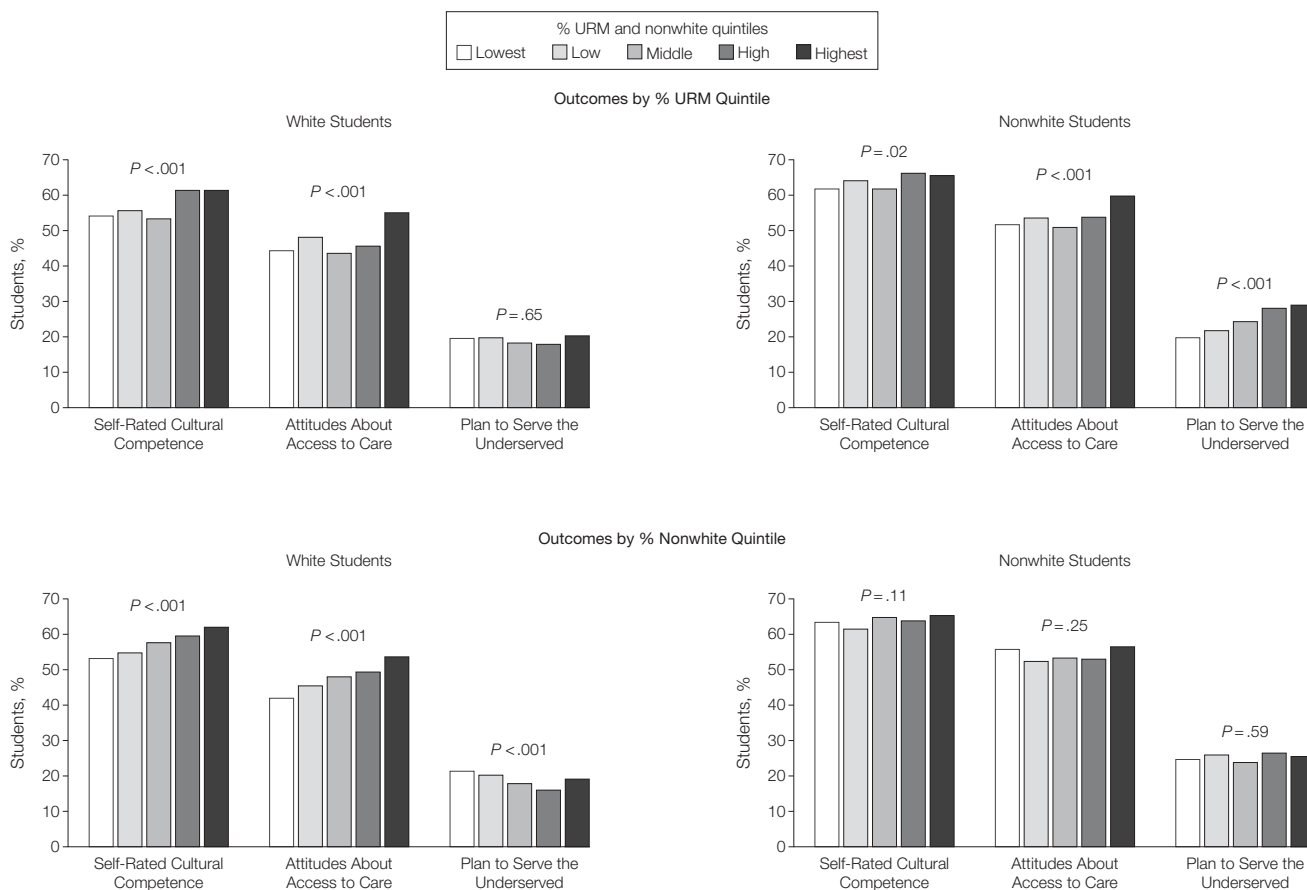 % URM and nonwhite quintiles
Lowest Low Middle High Highest
Outcomes by % URM Quintile
White Students
70
60
50
40
30
20
10
0
Students, %
P < .001
P < .001
P = .65
Self-Rated Cultural
Competence
Attitudes About
Access to Care
Plan to Serve the
Underserved
Nonwhite Students
70
60
50
40
30
20
10
0
Students, %
P = .02
P < .001
P < .001
Self-Rated Cultural
Competence
Attitudes About
Access to Care
Plan to Serve the
Underserved
Outcomes by % Nonwhite Quintile
White Students
70
60
50
40
30
20
10
0
Students, %
P < .001
P < .001
P < .001
Self-Rated Cultural
Competence
Attitudes About
Access to Care
Plan to Serve the
Underserved
Nonwhite Students
70
60
50
40
30
20
10
0
Students, %
P = .11
P = .25
P = .59
Self-Rated Cultural
Competence
Attitudes About
Access to Care
Plan to Serve the
Underserved